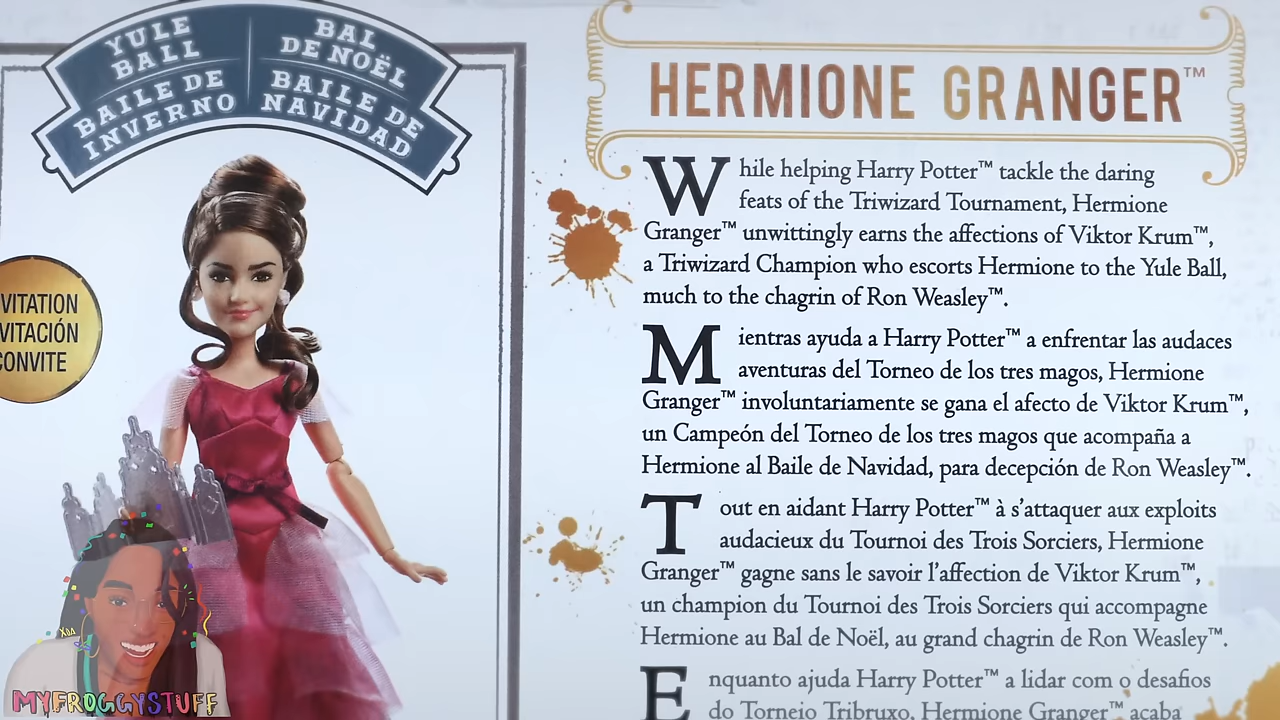 YULE
BALL
BAL
DE NOËL
BAILE DE
INVERNO
BAILE DE
NAVIDAD
VITATION
VITACIÓN
CONVITE
HERMIONE GRANGER™
While helping Harry Potter™ tackle the daring
feats of the Triwizard Tournament, Hermione
Granger™ unwittingly earns the affections of Viktor Krum™,
a Triwizard Champion who escorts Hermione to the Yule Ball,
much to the chagrin of Ron Weasley™.
Mientras ayuda a Harry Potter™ a enfrentar las audaces
aventuras del Torneo de los tres magos, Hermione
Granger™ involuntariamente se gana el afecto de Viktor Krum™,
un Campeón del Torneo de los tres magos que acompaña a
Hermione al Baile de Navidad, para decepción de Ron Weasley™.
Tout en aidant Harry Potter™ à s'attaquer aux exploits
audacieux du Tournoi des Trois Sorciers, Hermione
Granger™ gagne sans le savoir l'affection de Viktor Krum™,
un champion du Tournoi des Trois Sorciers qui accompagne
Hermione au Bal de Noël, au grand chagrin de Ron Weasley™.
Enquanto ajuda Harry Potter™ a lidar com o desafios
do Torneio Tribruxo, Hermione Granger™ acaba
MYFROGGYSTUFF